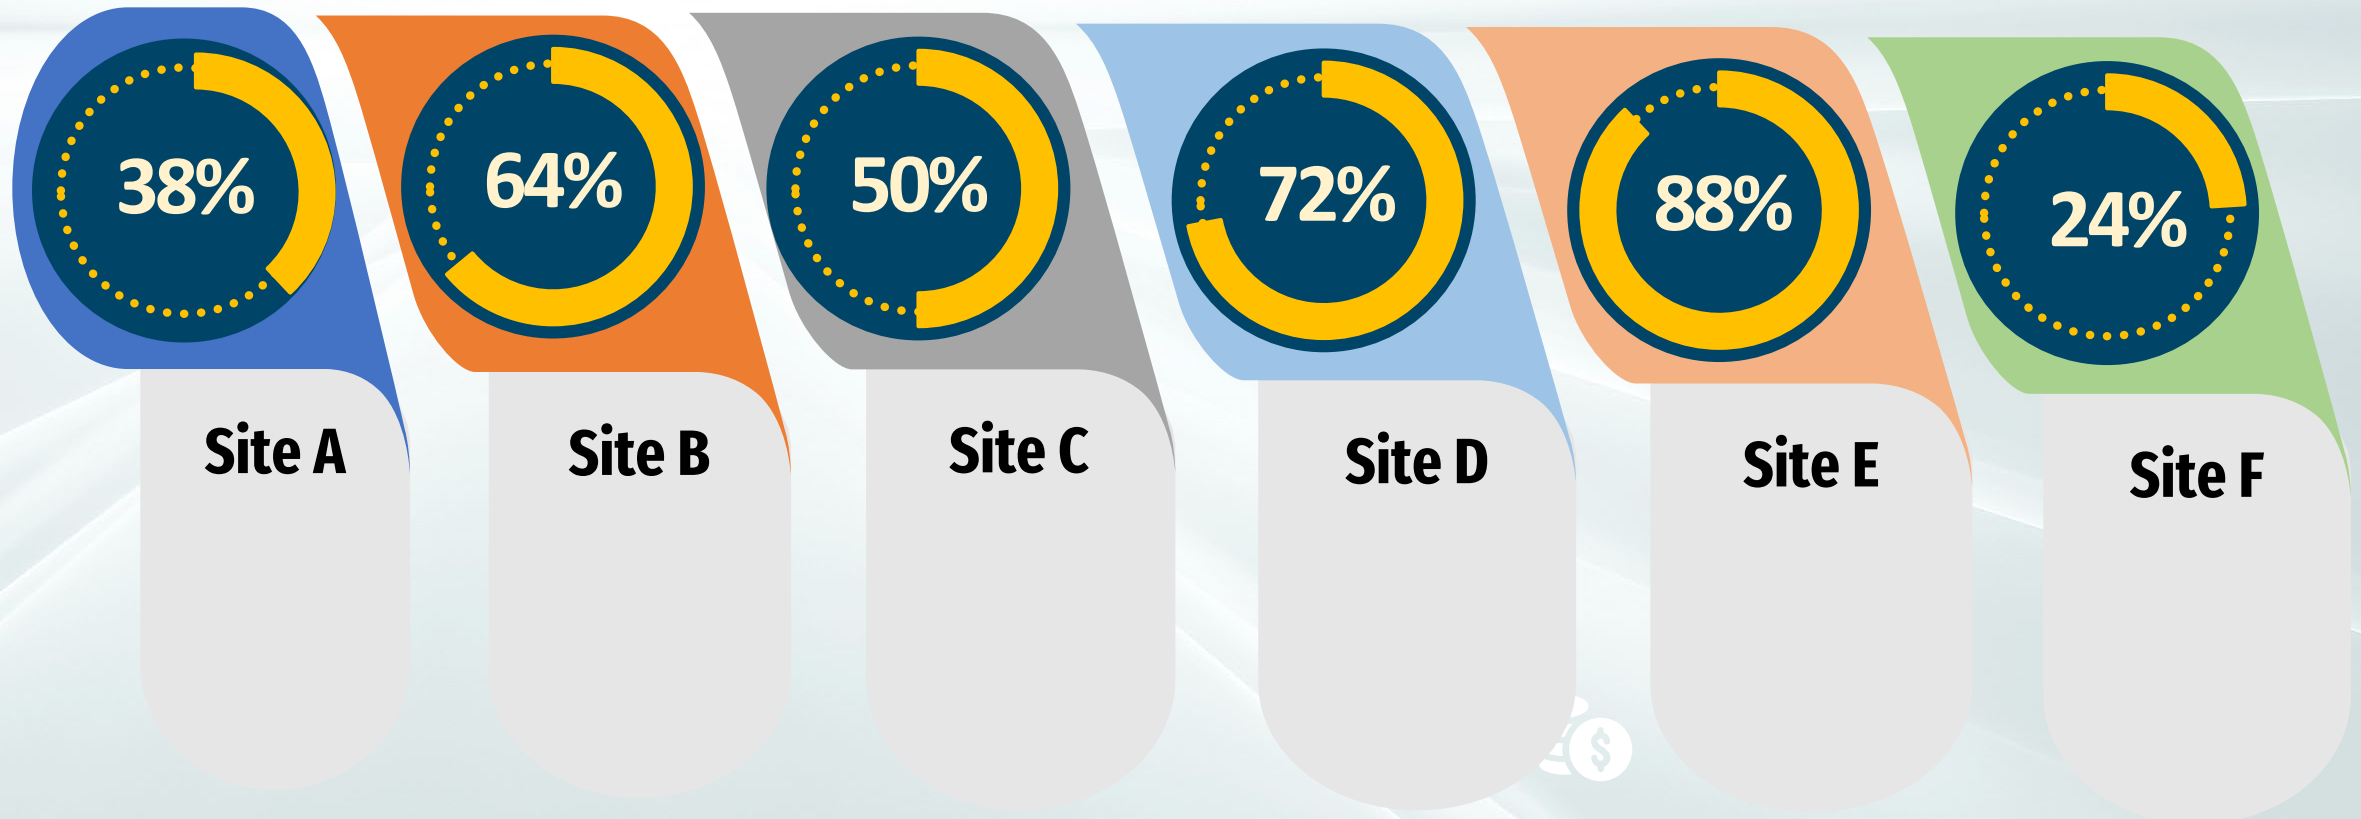 38%
64%
50%
72%
88%
24%
Site A
Site B
Site C
Site D
Site E
Site F
$